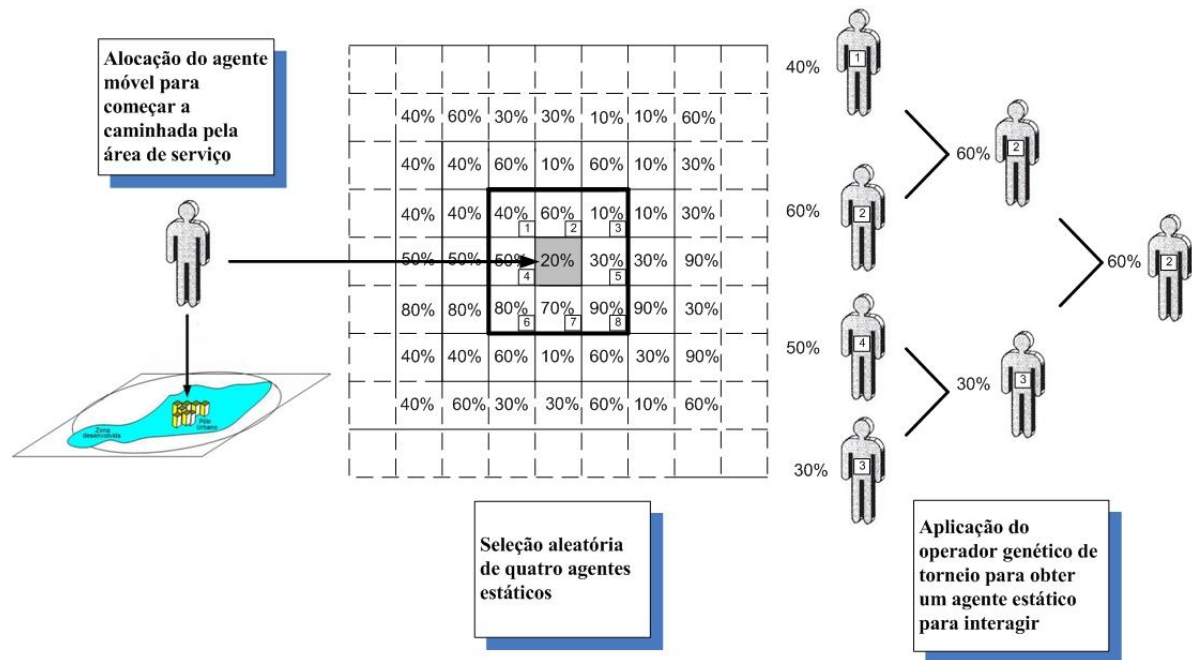 Alocação do agente
móvel para
começar a
caminhada pela
área de serviço
Zona
desenvolvida
Pólo
Urbano
40% 60% 30% 30% 10% 10% 60%
40% 40% 60% 10% 60% 10% 30%
40% 40% 40% 60% 10% 10% 30%
1 2 3
50% 50% 50% 20% 30% 30% 90%
4 5
80% 80% 80% 70% 90% 90% 30%
6 7 8
40% 40% 60% 10% 60% 30% 90%
40% 60% 30% 30% 60% 10% 60%
Seleção aleatória
de quatro agentes
estáticos
40% 1
60% 2
50% 4
30% 3
60% 2
30% 3
60% 2
Aplicação do
operador genético de
torneio para obter
um agente estático
para interagir